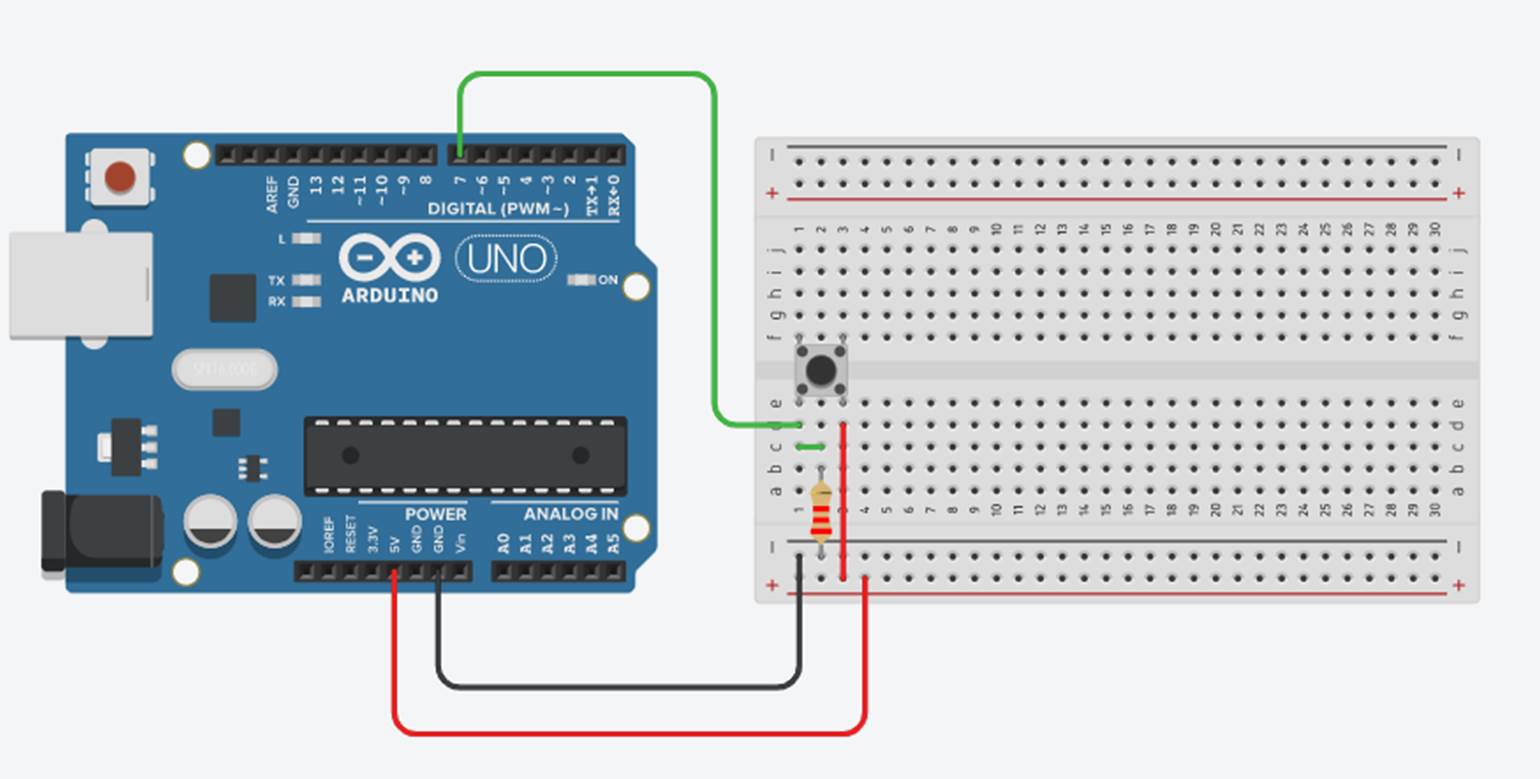 AREF GND 13 12 ~11 ~10 ~9 8 7 ~6 ~5 4 ~3 2 TX→1 RX←0
DIGITAL (PWM~)
L
TX
RX
UNO
ON
ARDUINO
POWER
ANALOG IN
IOREF RESET 3.3V 5V GND GND Vin A0 A1 A2 A3 A4 A5
− −
+ +
1 2 3 4 5 6 7 8 9 10 11 12 13 14 15 16 17 18 19 20 21 22 23 24 25 26 27 28 29 30
j j
i i
h h
g g
f f
e e
d d
c c
b b
a a
1 3 4 5 6 7 8 9 10 11 12 13 14 15 16 17 18 19 20 21 22 23 24 25 26 27 28 29 30
− −
+ +